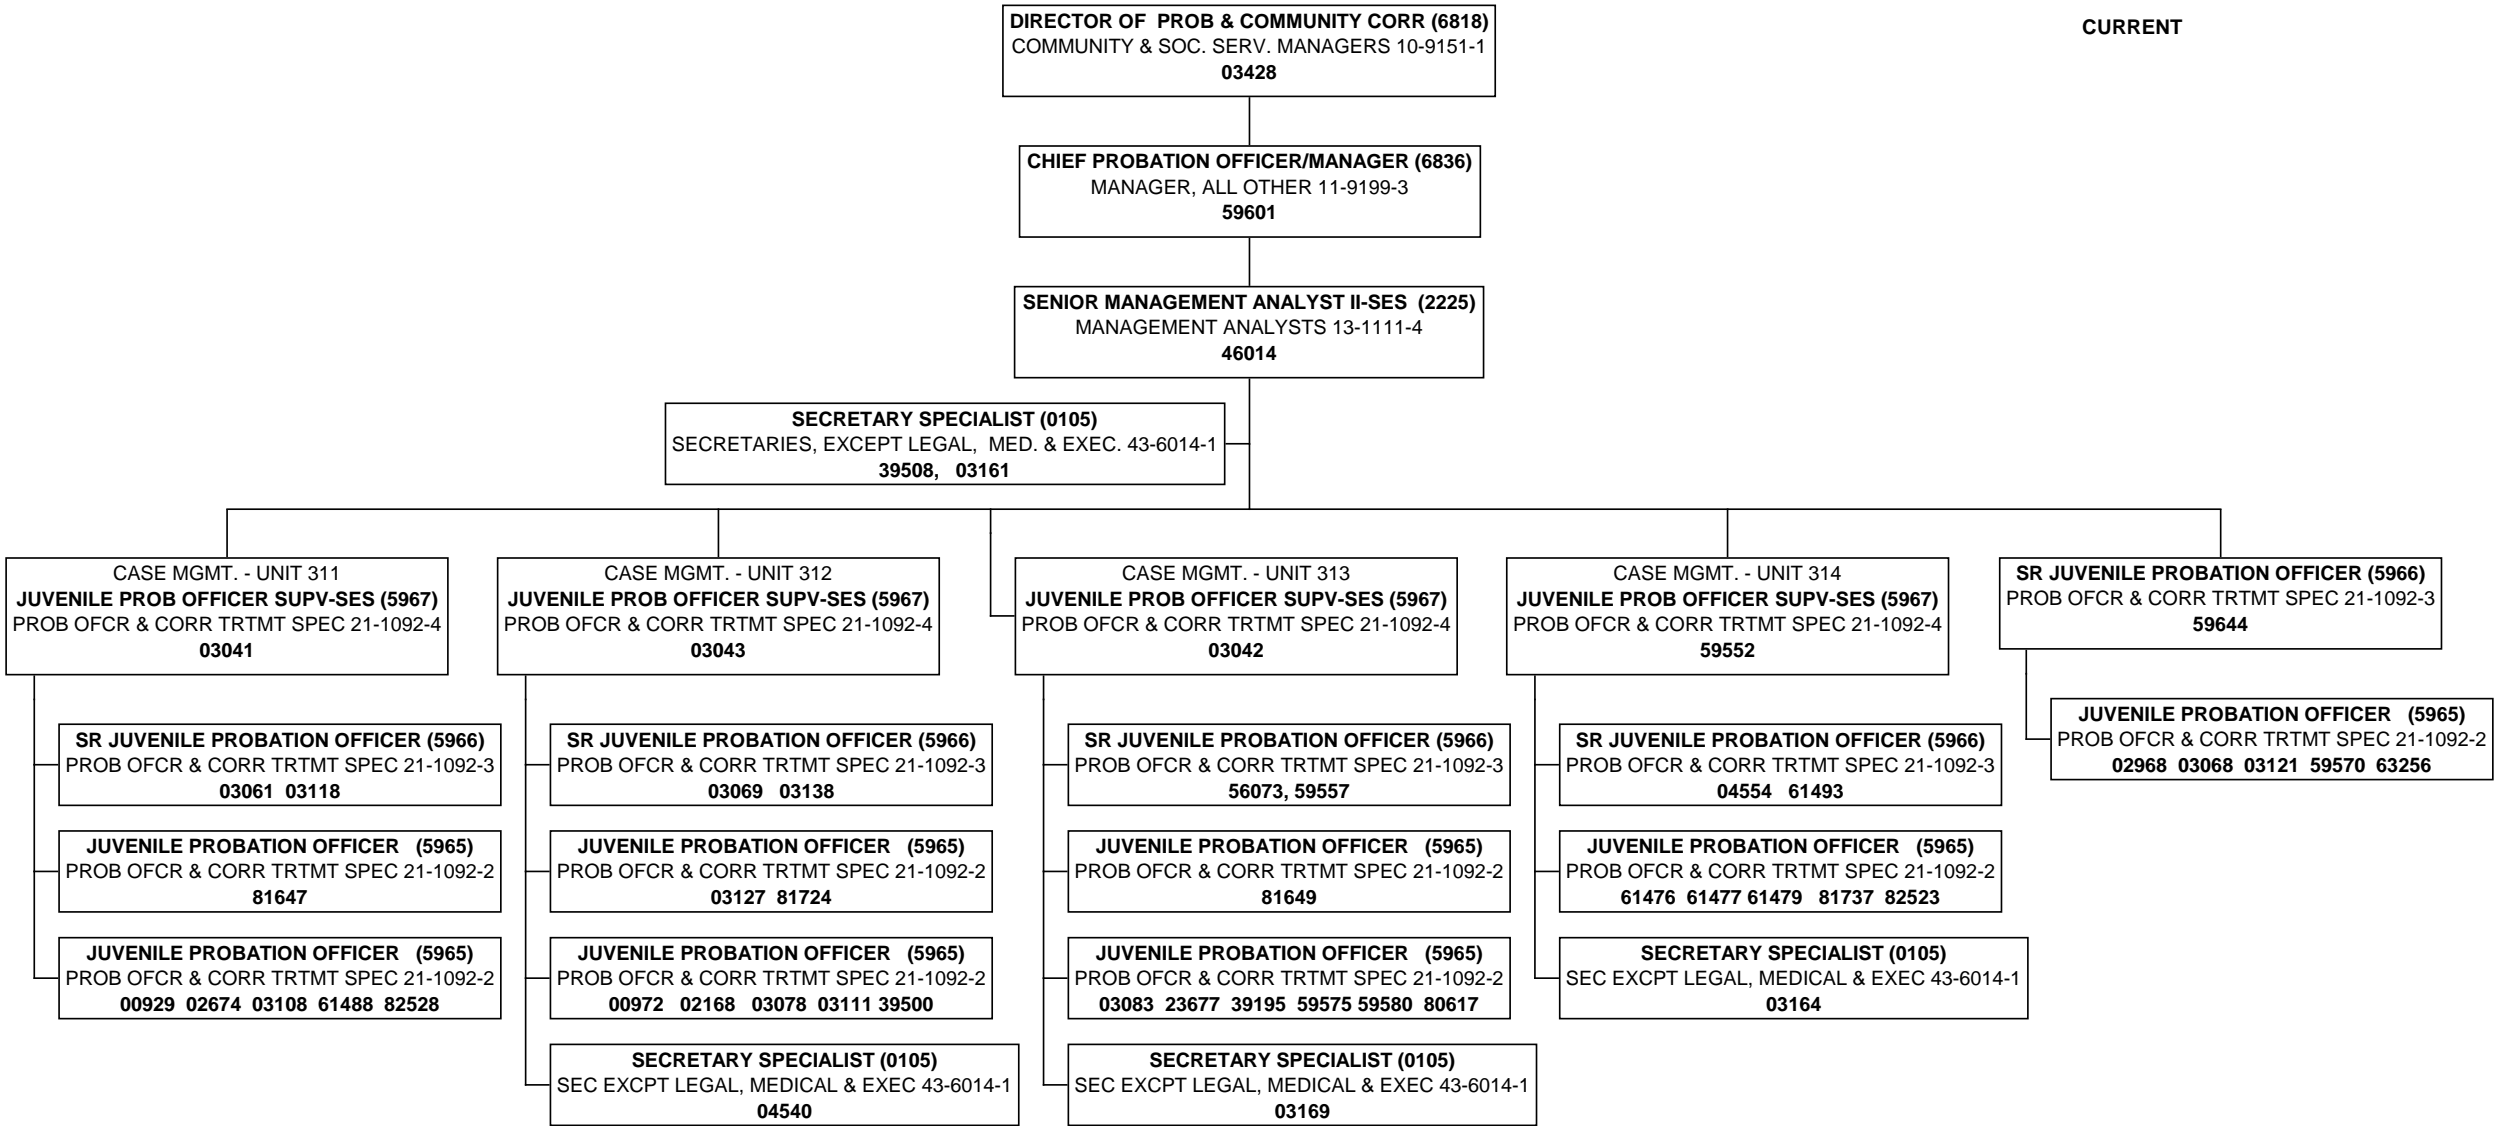 DIRECTOR OF  PROB & COMMUNITY CORR (6818)
COMMUNITY & SOC. SERV. MANAGERS 10-9151-1
03428
CURRENT
CHIEF PROBATION OFFICER/MANAGER (6836)
MANAGER, ALL OTHER 11-9199-3
59601
SENIOR MANAGEMENT ANALYST II-SES  (2225)
MANAGEMENT ANALYSTS 13-1111-4
46014
SECRETARY SPECIALIST (0105)
SECRETARIES, EXCEPT LEGAL,  MED. & EXEC. 43-6014-1
39508,   03161
CASE MGMT. - UNIT 311
JUVENILE PROB OFFICER SUPV-SES (5967)
PROB OFCR & CORR TRTMT SPEC 21-1092-4
03041
SR JUVENILE PROBATION OFFICER (5966)
PROB OFCR & CORR TRTMT SPEC 21-1092-3
03061  03118
JUVENILE PROBATION OFFICER   (5965)
PROB OFCR & CORR TRTMT SPEC 21-1092-2
81647
JUVENILE PROBATION OFFICER   (5965)
PROB OFCR & CORR TRTMT SPEC 21-1092-2
00929  02674  03108  61488  82528
CASE MGMT. - UNIT 312
JUVENILE PROB OFFICER SUPV-SES (5967)
PROB OFCR & CORR TRTMT SPEC 21-1092-4
03043
SR JUVENILE PROBATION OFFICER (5966)
PROB OFCR & CORR TRTMT SPEC 21-1092-3
03069   03138
JUVENILE PROBATION OFFICER   (5965)
PROB OFCR & CORR TRTMT SPEC 21-1092-2
03127  81724
JUVENILE PROBATION OFFICER   (5965)
PROB OFCR & CORR TRTMT SPEC 21-1092-2
00972   02168   03078  03111 39500
SECRETARY SPECIALIST (0105)
SEC EXCPT LEGAL, MEDICAL & EXEC 43-6014-1
04540
CASE MGMT. - UNIT 313
JUVENILE PROB OFFICER SUPV-SES (5967)
PROB OFCR & CORR TRTMT SPEC 21-1092-4
03042
SR JUVENILE PROBATION OFFICER (5966)
PROB OFCR & CORR TRTMT SPEC 21-1092-3
56073, 59557
JUVENILE PROBATION OFFICER   (5965)
PROB OFCR & CORR TRTMT SPEC 21-1092-2
81649
JUVENILE PROBATION OFFICER   (5965)
PROB OFCR & CORR TRTMT SPEC 21-1092-2
03083  23677  39195  59575 59580  80617
SECRETARY SPECIALIST (0105)
SEC EXCPT LEGAL, MEDICAL & EXEC 43-6014-1
03169
CASE MGMT. - UNIT 314
JUVENILE PROB OFFICER SUPV-SES (5967)
PROB OFCR & CORR TRTMT SPEC 21-1092-4
59552
SR JUVENILE PROBATION OFFICER (5966)
PROB OFCR & CORR TRTMT SPEC 21-1092-3
04554   61493
JUVENILE PROBATION OFFICER   (5965)
PROB OFCR & CORR TRTMT SPEC 21-1092-2
61476  61477 61479   81737  82523
SECRETARY SPECIALIST (0105)
SEC EXCPT LEGAL, MEDICAL & EXEC 43-6014-1
03164
SR JUVENILE PROBATION OFFICER (5966)
PROB OFCR & CORR TRTMT SPEC 21-1092-3
59644
JUVENILE PROBATION OFFICER   (5965)
PROB OFCR & CORR TRTMT SPEC 21-1092-2
02968  03068  03121  59570  63256